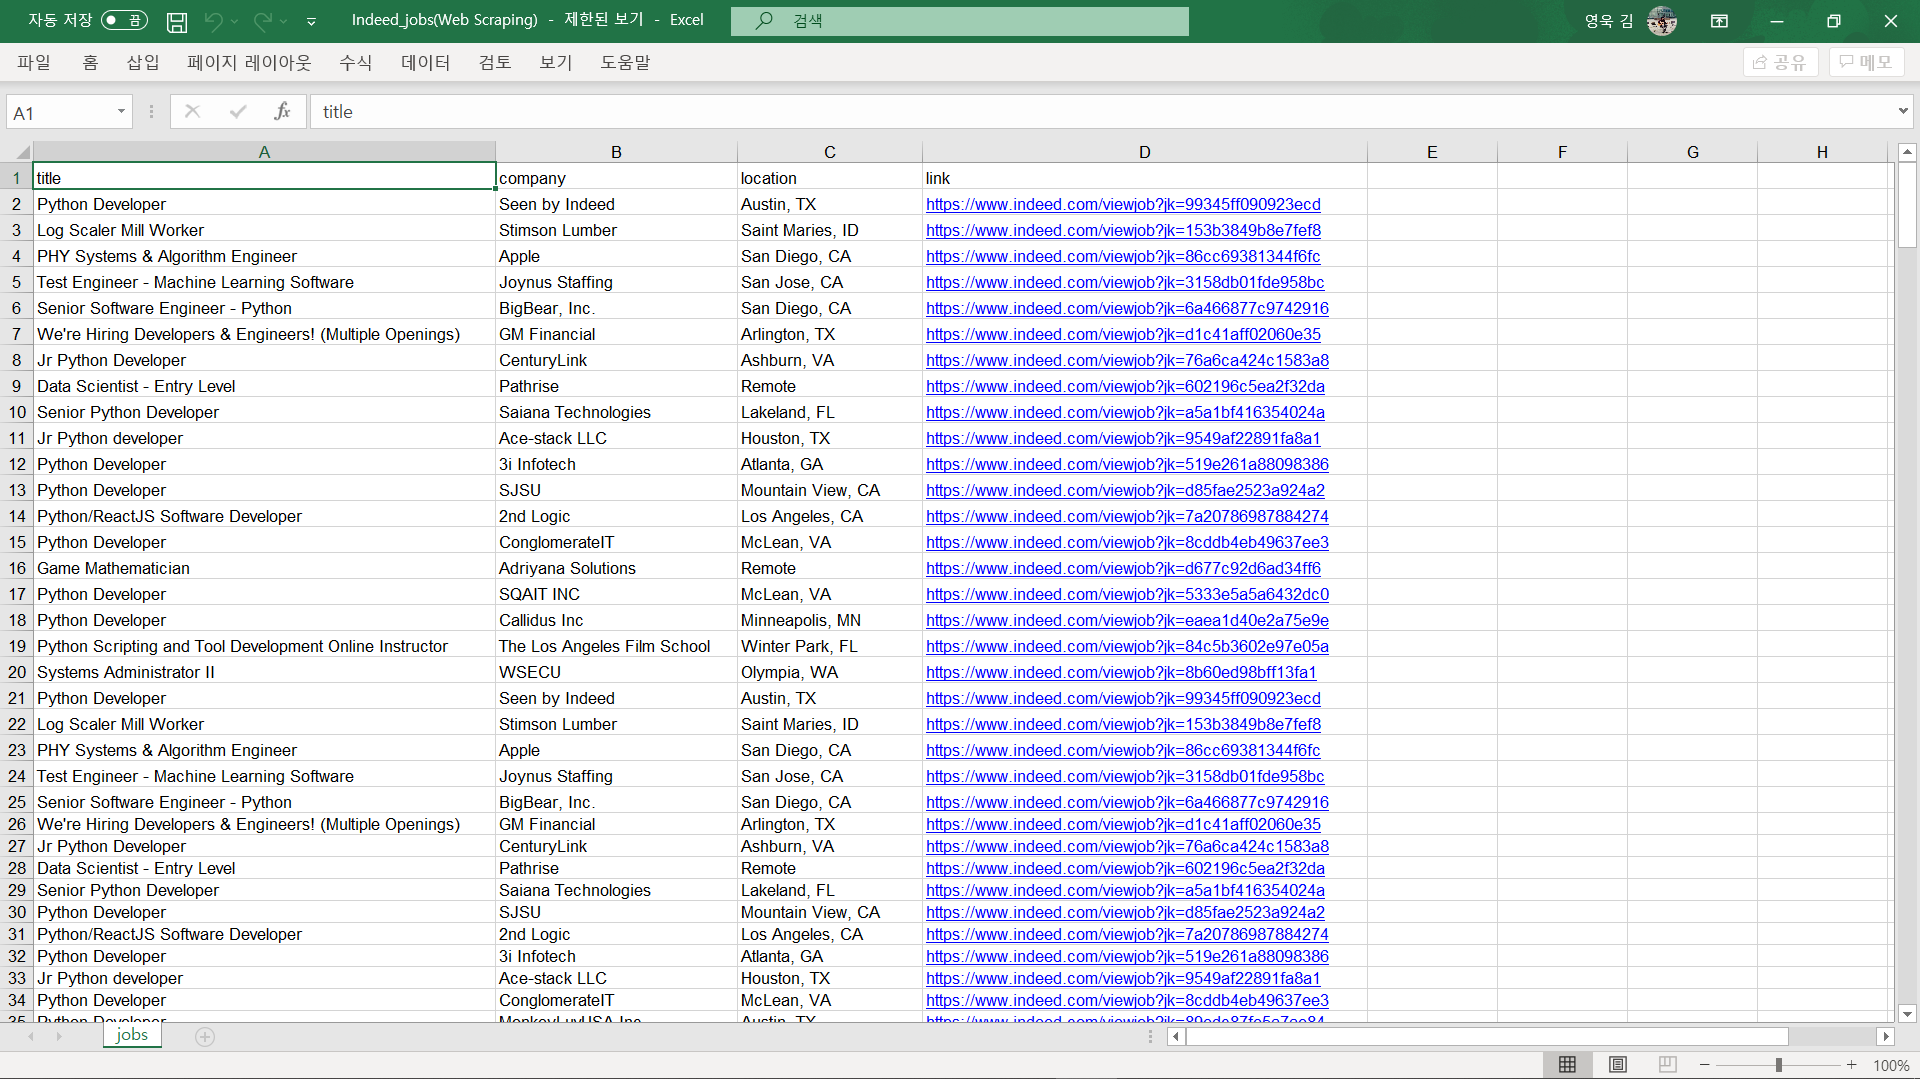 자동 저장 끔 Indeed_jobs(Web Scraping) - 제한된 보기 - Excel 검색 영욱 김
파일 홈 삽입 페이지 레이아웃 수식 데이터 검토 보기 도움말 공유 메모
A1 fx title
A B C D E F G H
1 title company location link
2 Python Developer Seen by Indeed Austin, TX https://www.indeed.com/viewjob?jk=99345ff090923ecd
3 Log Scaler Mill Worker Stimson Lumber Saint Maries, ID https://www.indeed.com/viewjob?jk=153b3849b8e7fef8
4 PHY Systems & Algorithm Engineer Apple San Diego, CA https://www.indeed.com/viewjob?jk=86cc69381344f6fc
5 Test Engineer - Machine Learning Software Joynus Staffing San Jose, CA https://www.indeed.com/viewjob?jk=3158db01fde958bc
6 Senior Software Engineer - Python BigBear, Inc. San Diego, CA https://www.indeed.com/viewjob?jk=6a466877c9742916
7 We're Hiring Developers & Engineers! (Multiple Openings) GM Financial Arlington, TX https://www.indeed.com/viewjob?jk=d1c41aff02060e35
8 Jr Python Developer CenturyLink Ashburn, VA https://www.indeed.com/viewjob?jk=76a6ca424c1583a8
9 Data Scientist - Entry Level Pathrise Remote https://www.indeed.com/viewjob?jk=602196c5ea2f32da
10 Senior Python Developer Saiana Technologies Lakeland, FL https://www.indeed.com/viewjob?jk=a5a1bf416354024a
11 Jr Python developer Ace-stack LLC Houston, TX https://www.indeed.com/viewjob?jk=9549af22891fa8a1
12 Python Developer 3i Infotech Atlanta, GA https://www.indeed.com/viewjob?jk=519e261a88098386
13 Python Developer SJSU Mountain View, CA https://www.indeed.com/viewjob?jk=d85fae2523a924a2
14 Python/ReactJS Software Developer 2nd Logic Los Angeles, CA https://www.indeed.com/viewjob?jk=7a20786987884274
15 Python Developer ConglomerateIT McLean, VA https://www.indeed.com/viewjob?jk=8cddb4eb49637ee3
16 Game Mathematician Adriyana Solutions Remote https://www.indeed.com/viewjob?jk=d677c92d6ad34ff6
17 Python Developer SQAIT INC McLean, VA https://www.indeed.com/viewjob?jk=5333e5a5a6432dc0
18 Python Developer Callidus Inc Minneapolis, MN https://www.indeed.com/viewjob?jk=eaea1d40e2a75e9e
19 Python Scripting and Tool Development Online Instructor The Los Angeles Film School Winter Park, FL https://www.indeed.com/viewjob?jk=84c5b3602e97e05a
20 Systems Administrator II WSECU Olympia, WA https://www.indeed.com/viewjob?jk=8b60ed98bff13fa1
21 Python Developer Seen by Indeed Austin, TX https://www.indeed.com/viewjob?jk=99345ff090923ecd
22 Log Scaler Mill Worker Stimson Lumber Saint Maries, ID https://www.indeed.com/viewjob?jk=153b3849b8e7fef8
23 PHY Systems & Algorithm Engineer Apple San Diego, CA https://www.indeed.com/viewjob?jk=86cc69381344f6fc
24 Test Engineer - Machine Learning Software Joynus Staffing San Jose, CA https://www.indeed.com/viewjob?jk=3158db01fde958bc
25 Senior Software Engineer - Python BigBear, Inc. San Diego, CA https://www.indeed.com/viewjob?jk=6a466877c9742916
26 We're Hiring Developers & Engineers! (Multiple Openings) GM Financial Arlington, TX https://www.indeed.com/viewjob?jk=d1c41aff02060e35
27 Jr Python Developer CenturyLink Ashburn, VA https://www.indeed.com/viewjob?jk=76a6ca424c1583a8
28 Data Scientist - Entry Level Pathrise Remote https://www.indeed.com/viewjob?jk=602196c5ea2f32da
29 Senior Python Developer Saiana Technologies Lakeland, FL https://www.indeed.com/viewjob?jk=a5a1bf416354024a
30 Python Developer SJSU Mountain View, CA https://www.indeed.com/viewjob?jk=d85fae2523a924a2
31 Python/ReactJS Software Developer 2nd Logic Los Angeles, CA https://www.indeed.com/viewjob?jk=7a20786987884274
32 Python Developer 3i Infotech Atlanta, GA https://www.indeed.com/viewjob?jk=519e261a88098386
33 Jr Python developer Ace-stack LLC Houston, TX https://www.indeed.com/viewjob?jk=9549af22891fa8a1
34 Python Developer ConglomerateIT McLean, VA https://www.indeed.com/viewjob?jk=8cddb4eb49637ee3
35 Python Developer Austin, TX
jobs
100%